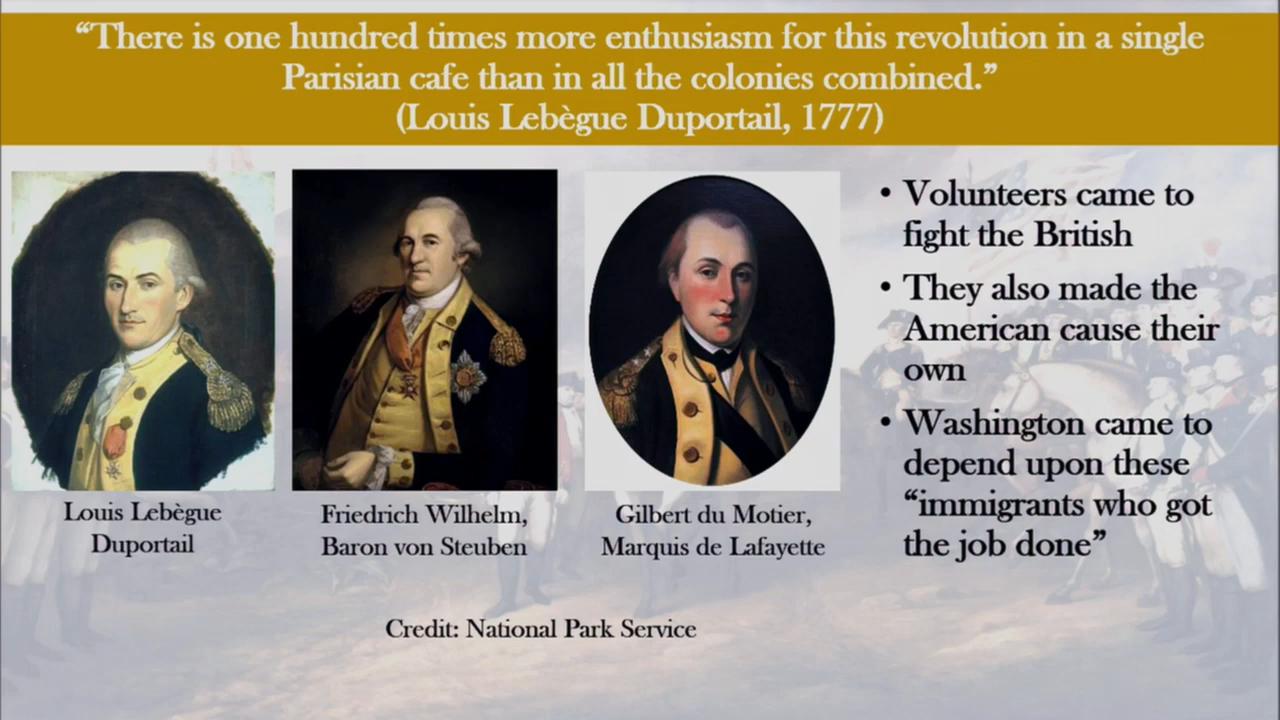 “There is one hundred times more enthusiasm for this revolution in a single
Parisian cafe than in all the colonies combined.”
(Louis Lebègue Duportail, 1777)
• Volunteers came to
fight the British
• They also made the
American cause their
own
• Washington came to
depend upon these
“immigrants who got
the job done”
Louis Lebègue
Duportail
Friedrich Wilhelm,
Baron von Steuben
Gilbert du Motier,
Marquis de Lafayette
Credit: National Park Service